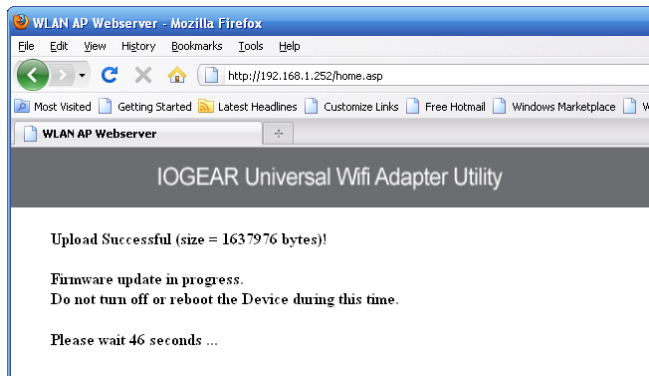 WLAN AP Webserver - Mozilla Firefox
File Edit View History Bookmarks Tools Help
http://192.168.1.252/home.asp
Most Visited Getting Started Latest Headlines Customize Links Free Hotmail Windows Marketplace
WLAN AP Webserver
IOGEAR Universal Wifi Adapter Utility
Upload Successful (size = 1637976 bytes)!
Firmware update in progress.
Do not turn off or reboot the Device during this time.
Please wait 46 seconds ...